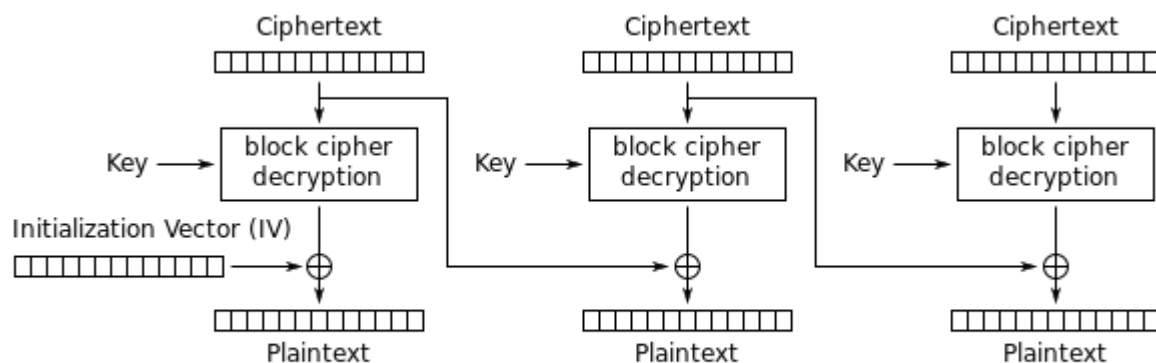 Ciphertext
Ciphertext
Ciphertext
Key
block cipher
decryption
Key
block cipher
decryption
Key
block cipher
decryption
Initialization Vector (IV)
Plaintext
Plaintext
Plaintext